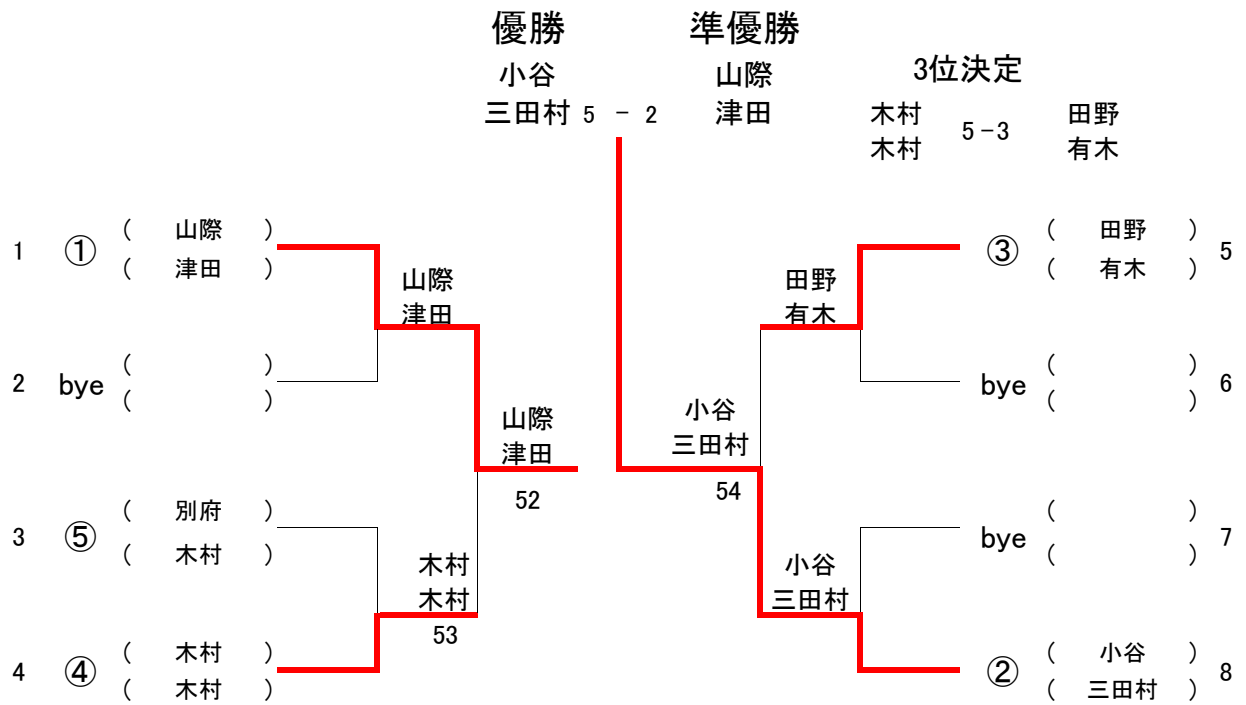 優勝 準優勝
小谷 山際 3位決定
三田村 5 － 2 津田 木村 5－3 田野
木村 有木
( 山際 ) ( 田野 )
1 ① ③ 5
( 津田 ) ( 有木 )
山際 田野
津田 有木
( ) ( )
2 bye bye 6
( ) ( )
山際 小谷
津田 三田村
52 54
( 別府 ) ( )
3 ⑤ bye 7
( 木村 ) ( )
木村 小谷
木村 三田村
53
( 木村 ) ( 小谷 )
4 ④ ② 8
( 木村 ) ( 三田村 )